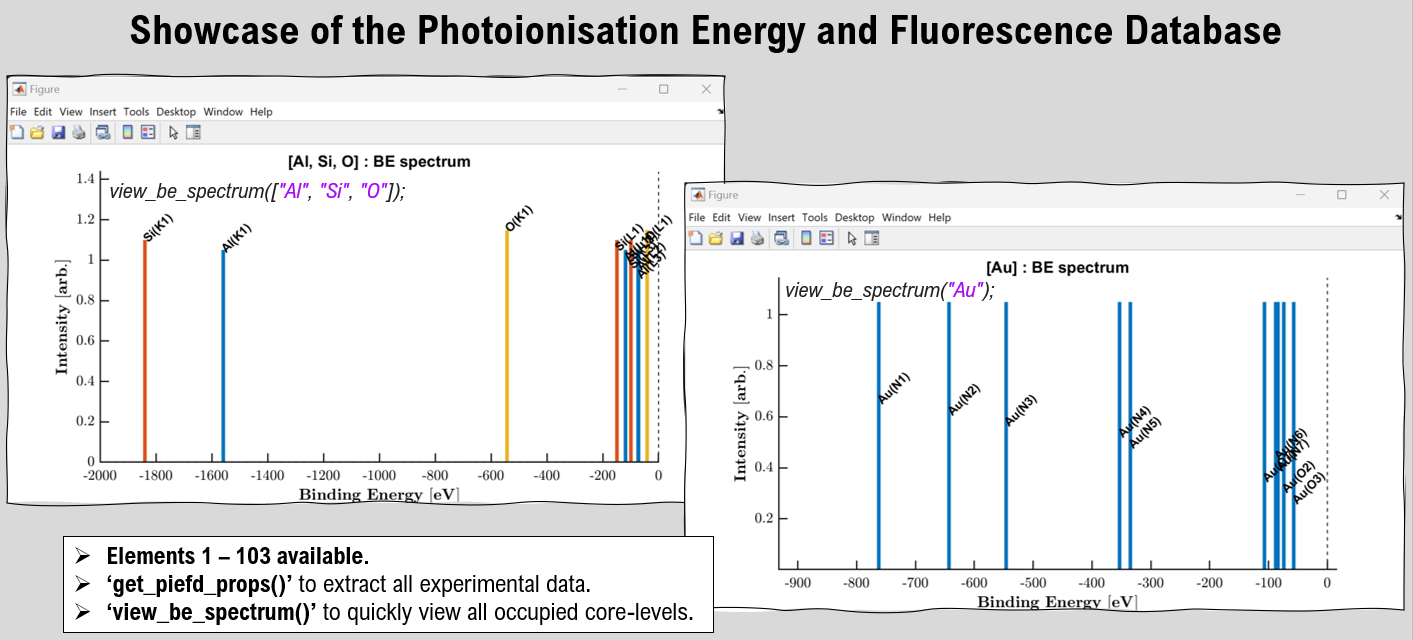 Showcase of the Photoionisation Energy and Fluorescence Database
Figure
File Edit View Insert Tools Desktop Window Help
[Al, Si, O] : BE spectrum
view_be_spectrum(["Al", "Si", "O"]);
Intensity [arb.]
1.4
1.2
1
0.8
0.6
0.4
0.2
0
Si(K1)
Al(K1)
O(K1)
Si(L1)
-2000 -1800 -1600 -1400 -1200 -1000 -800 -600 -400 -200 0
Binding Energy [eV]
Figure
File Edit View Insert Tools Desktop Window Help
[Au] : BE spectrum
view_be_spectrum("Au");
Intensity [arb.]
1
0.8
0.6
0.4
0.2
Au(N1)
Au(N2)
Au(N3)
Au(N4)
Au(N5)
Au(N6)
Au(N7)
Au(O2)
Au(O3)
-900 -800 -700 -600 -500 -400 -300 -200 -100 0
Binding Energy [eV]
➢ Elements 1 – 103 available.
➢ ‘get_piefd_props()’ to extract all experimental data.
➢ ‘view_be_spectrum()’ to quickly view all occupied core-levels.